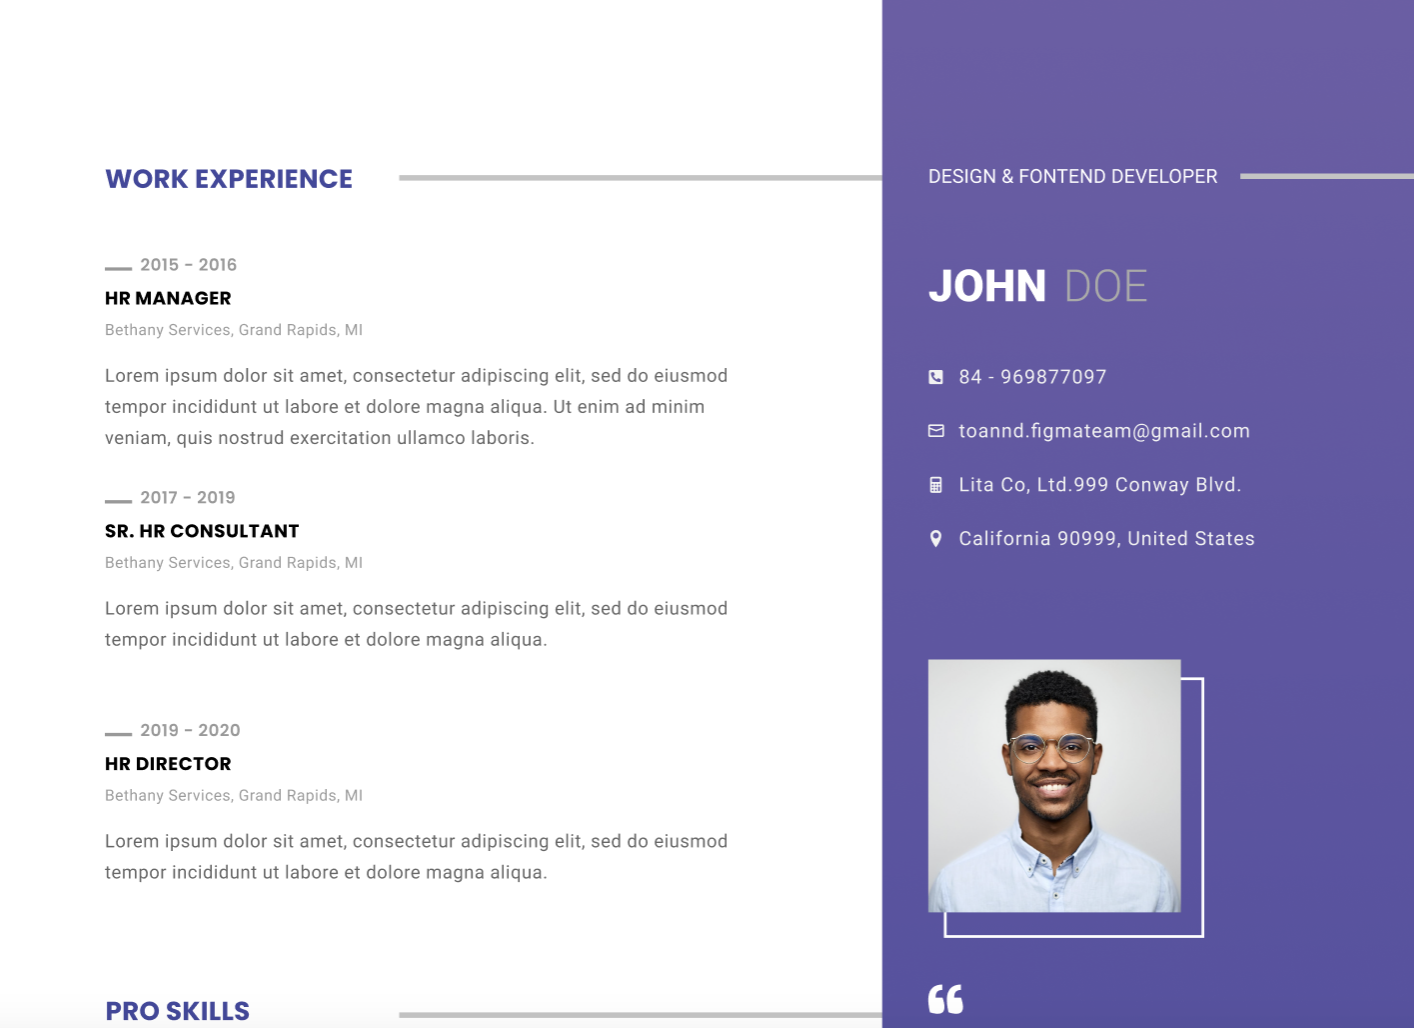 WORK EXPERIENCE
2015 - 2016
HR MANAGER
Bethany Services, Grand Rapids, MI
Lorem ipsum dolor sit amet, consectetur adipiscing elit, sed do eiusmod
tempor incididunt ut labore et dolore magna aliqua. Ut enim ad minim
veniam, quis nostrud exercitation ullamco laboris.
2017 - 2019
SR. HR CONSULTANT
Bethany Services, Grand Rapids, MI
Lorem ipsum dolor sit amet, consectetur adipiscing elit, sed do eiusmod
tempor incididunt ut labore et dolore magna aliqua.
2019 - 2020
HR DIRECTOR
Bethany Services, Grand Rapids, MI
Lorem ipsum dolor sit amet, consectetur adipiscing elit, sed do eiusmod
tempor incididunt ut labore et dolore magna aliqua.
PRO SKILLS
DESIGN & FONTEND DEVELOPER
JOHN DOE
84 - 969877097
toannd.figmateam@gmail.com
Lita Co, Ltd.999 Conway Blvd.
California 90999, United States
“